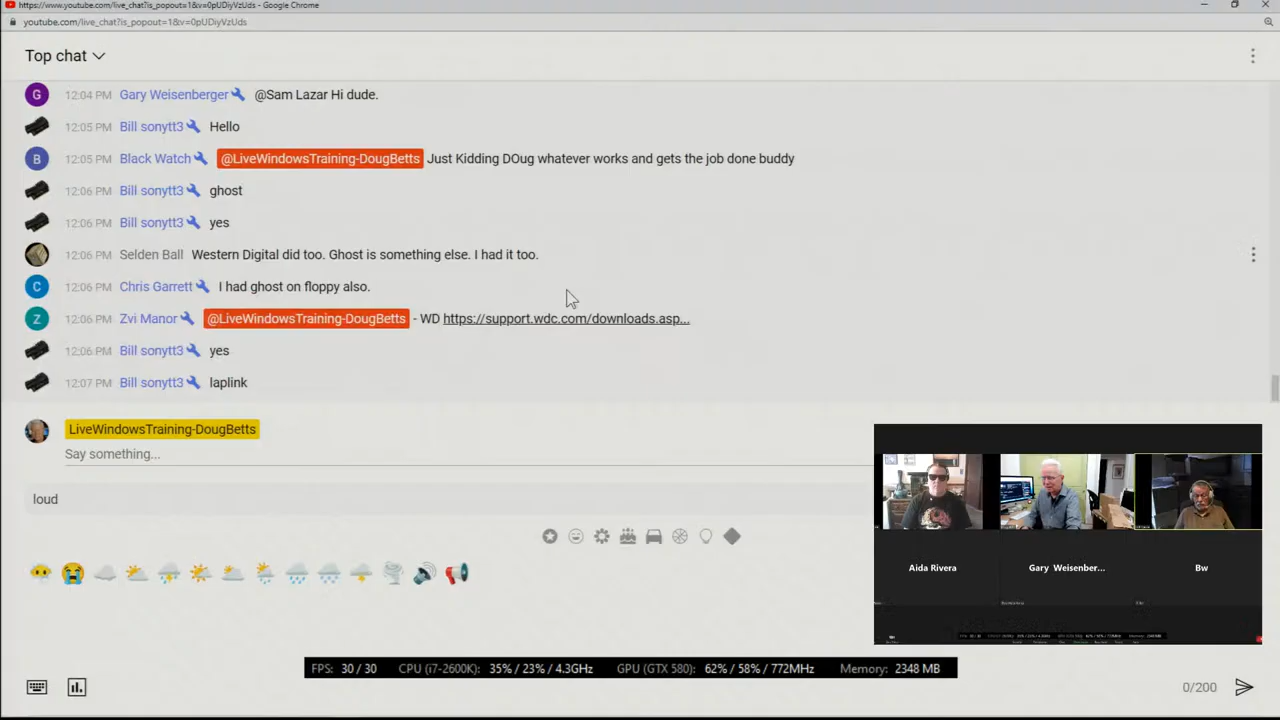 https://www.youtube.com/live_chat?is_popout=1&v=0pUDiyVzUds - Google Chrome
youtube.com/live_chat?is_popout=1&v=0pUDiyVzUds
Top chat
G 12:04 PM Gary Weisenberger @Sam Lazar Hi dude.
12:05 PM Bill sonytt3 Hello
B 12:05 PM Black Watch @LiveWindowsTraining-DougBetts Just Kidding DOug whatever works and gets the job done buddy
12:06 PM Bill sonytt3 ghost
12:06 PM Bill sonytt3 yes
12:06 PM Selden Ball Western Digital did too. Ghost is something else. I had it too.
C 12:06 PM Chris Garrett I had ghost on floppy also.
Z 12:06 PM Zvi Manor @LiveWindowsTraining-DougBetts - WD https://support.wdc.com/downloads.asp...
12:06 PM Bill sonytt3 yes
12:07 PM Bill sonytt3 laplink
LiveWindowsTraining-DougBetts
Say something...
loud
Aida Rivera Gary Weisenber... Bw
FPS: 30 / 30 CPU (i7-2600K): 35% / 23% / 4.3GHz GPU (GTX 580): 62% / 58% / 772MHz Memory: 2348 MB
0/200